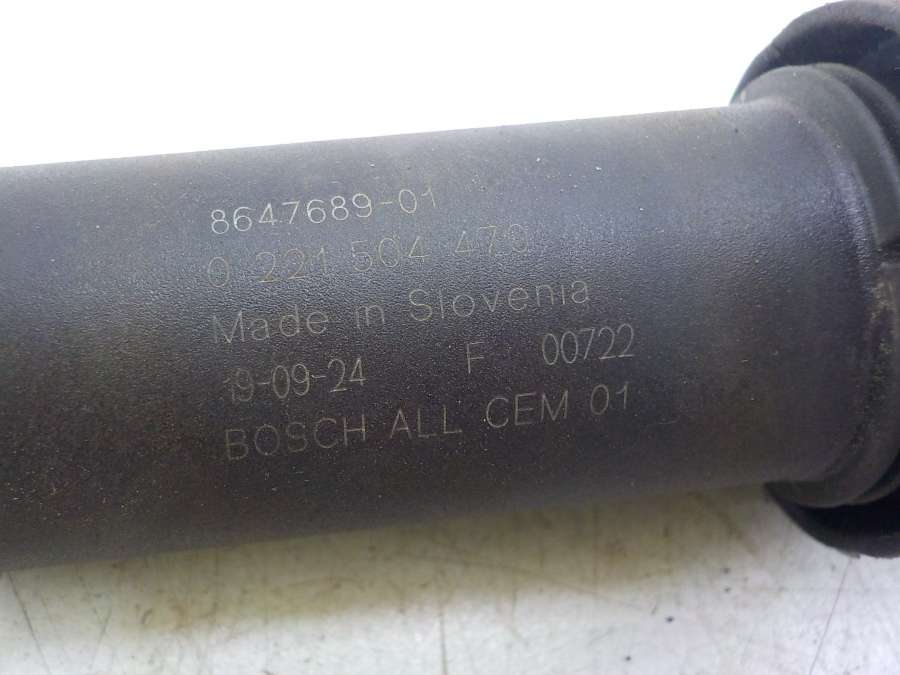 8647689-01
0 221 504 470
Made in Slovenia
19-09-24 F 00722
BOSCH ALL CEM 01